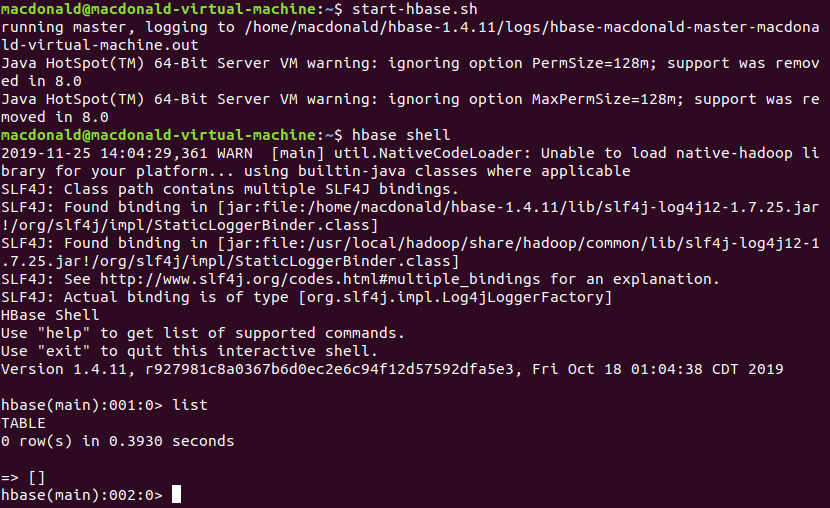 macdonald@macdonald-virtual-machine:~$ start-hbase.sh
running master, logging to /home/macdonald/hbase-1.4.11/logs/hbase-macdonald-master-macdona
ld-virtual-machine.out
Java HotSpot(TM) 64-Bit Server VM warning: ignoring option PermSize=128m; support was remov
ed in 8.0
Java HotSpot(TM) 64-Bit Server VM warning: ignoring option MaxPermSize=128m; support was re
moved in 8.0
macdonald@macdonald-virtual-machine:~$ hbase shell
2019-11-25 14:04:29,361 WARN  [main] util.NativeCodeLoader: Unable to load native-hadoop li
brary for your platform... using builtin-java classes where applicable
SLF4J: Class path contains multiple SLF4J bindings.
SLF4J: Found binding in [jar:file:/home/macdonald/hbase-1.4.11/lib/slf4j-log4j12-1.7.25.jar
!/org/slf4j/impl/StaticLoggerBinder.class]
SLF4J: Found binding in [jar:file:/usr/local/hadoop/share/hadoop/common/lib/slf4j-log4j12-1
.7.25.jar!/org/slf4j/impl/StaticLoggerBinder.class]
SLF4J: See http://www.slf4j.org/codes.html#multiple_bindings for an explanation.
SLF4J: Actual binding is of type [org.slf4j.impl.Log4jLoggerFactory]
HBase Shell
Use "help" to get list of supported commands.
Use "exit" to quit this interactive shell.
Version 1.4.11, r927981c8a0367b6d0ec2e6c94f12d57592dfa5e3, Fri Oct 18 01:04:38 CDT 2019

hbase(main):001:0> list
TABLE
0 row(s) in 0.3930 seconds

=> []
hbase(main):002:0>